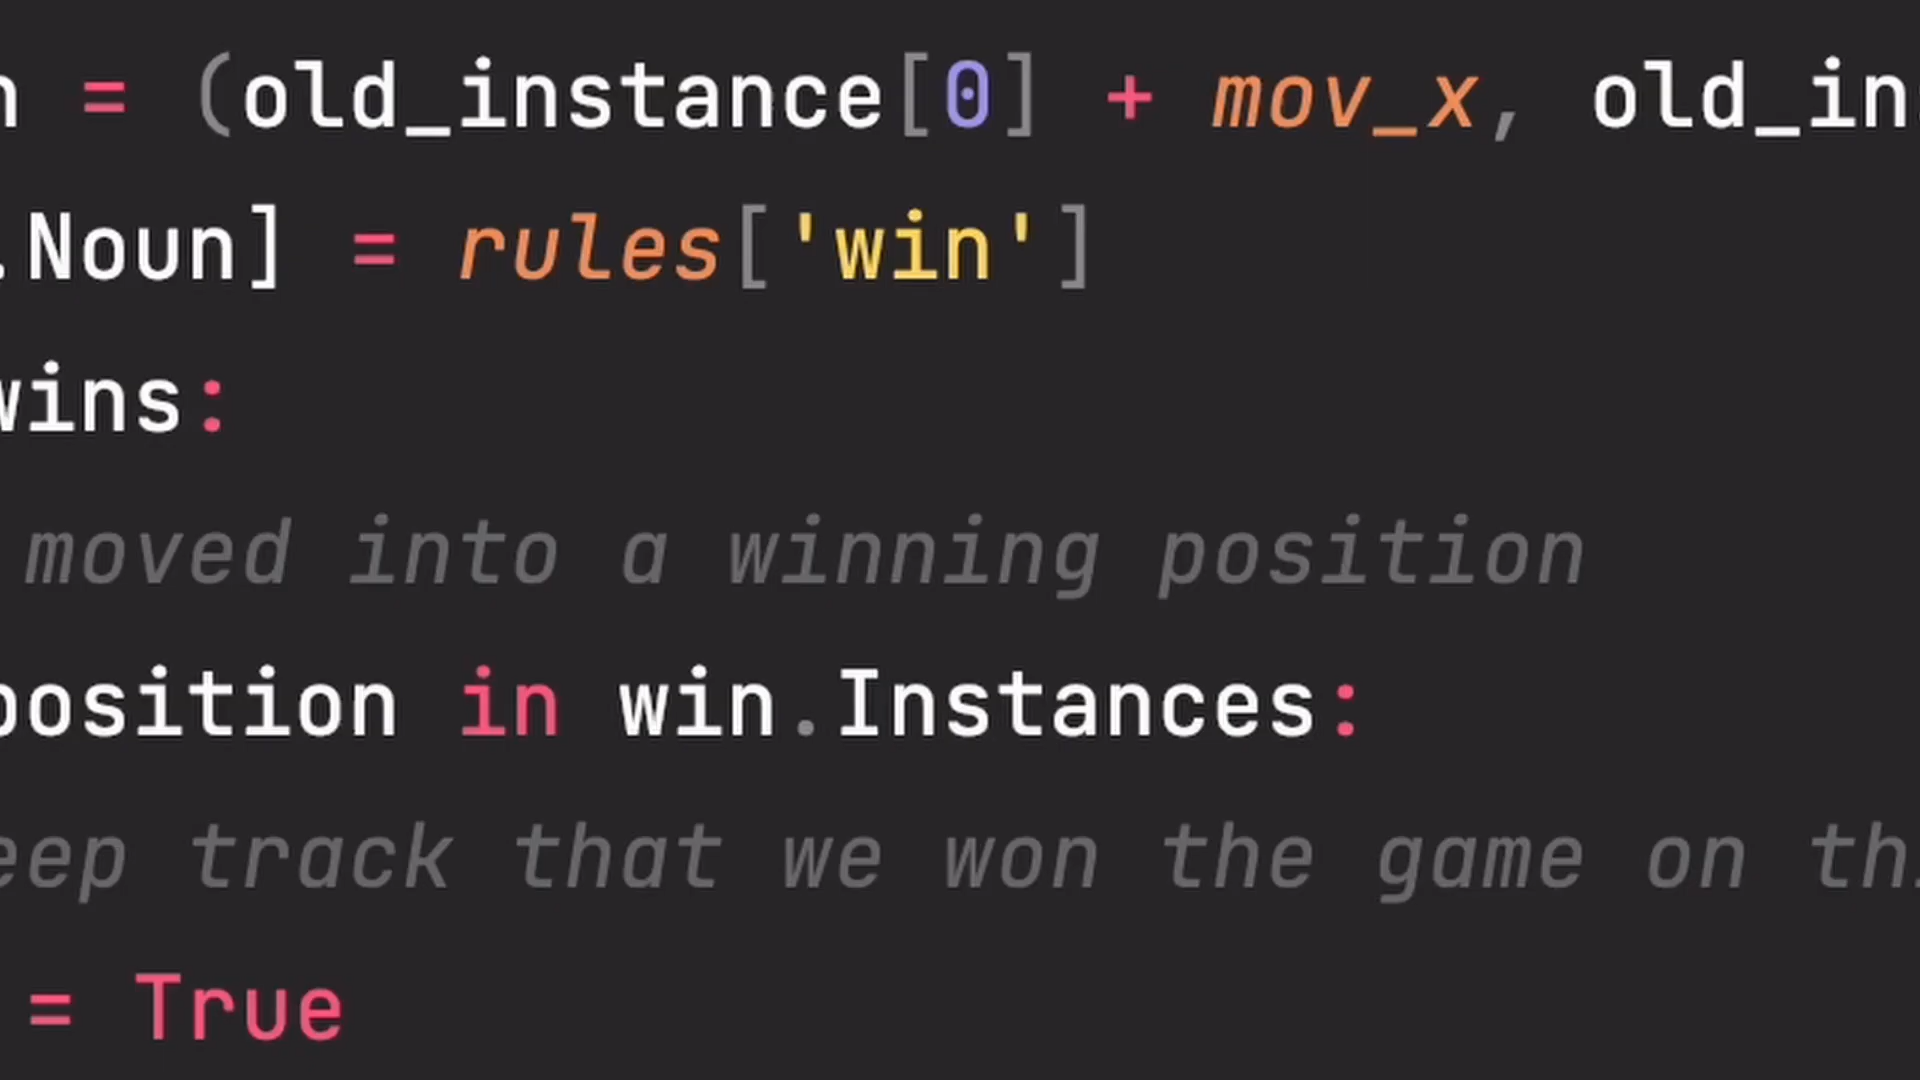 n = (old_instance[0] + mov_x, old_in
.Noun] = rules['win']
wins:
moved into a winning position
position in win.Instances:
eep track that we won the game on th
= True